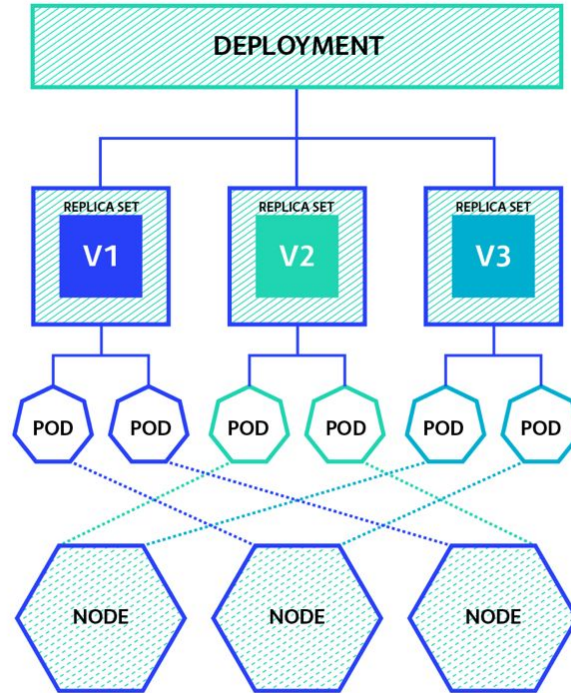 DEPLOYMENT
REPLICA SET
V1
REPLICA SET
V2
REPLICA SET
V3
POD
POD
POD
POD
POD
POD
NODE
NODE
NODE